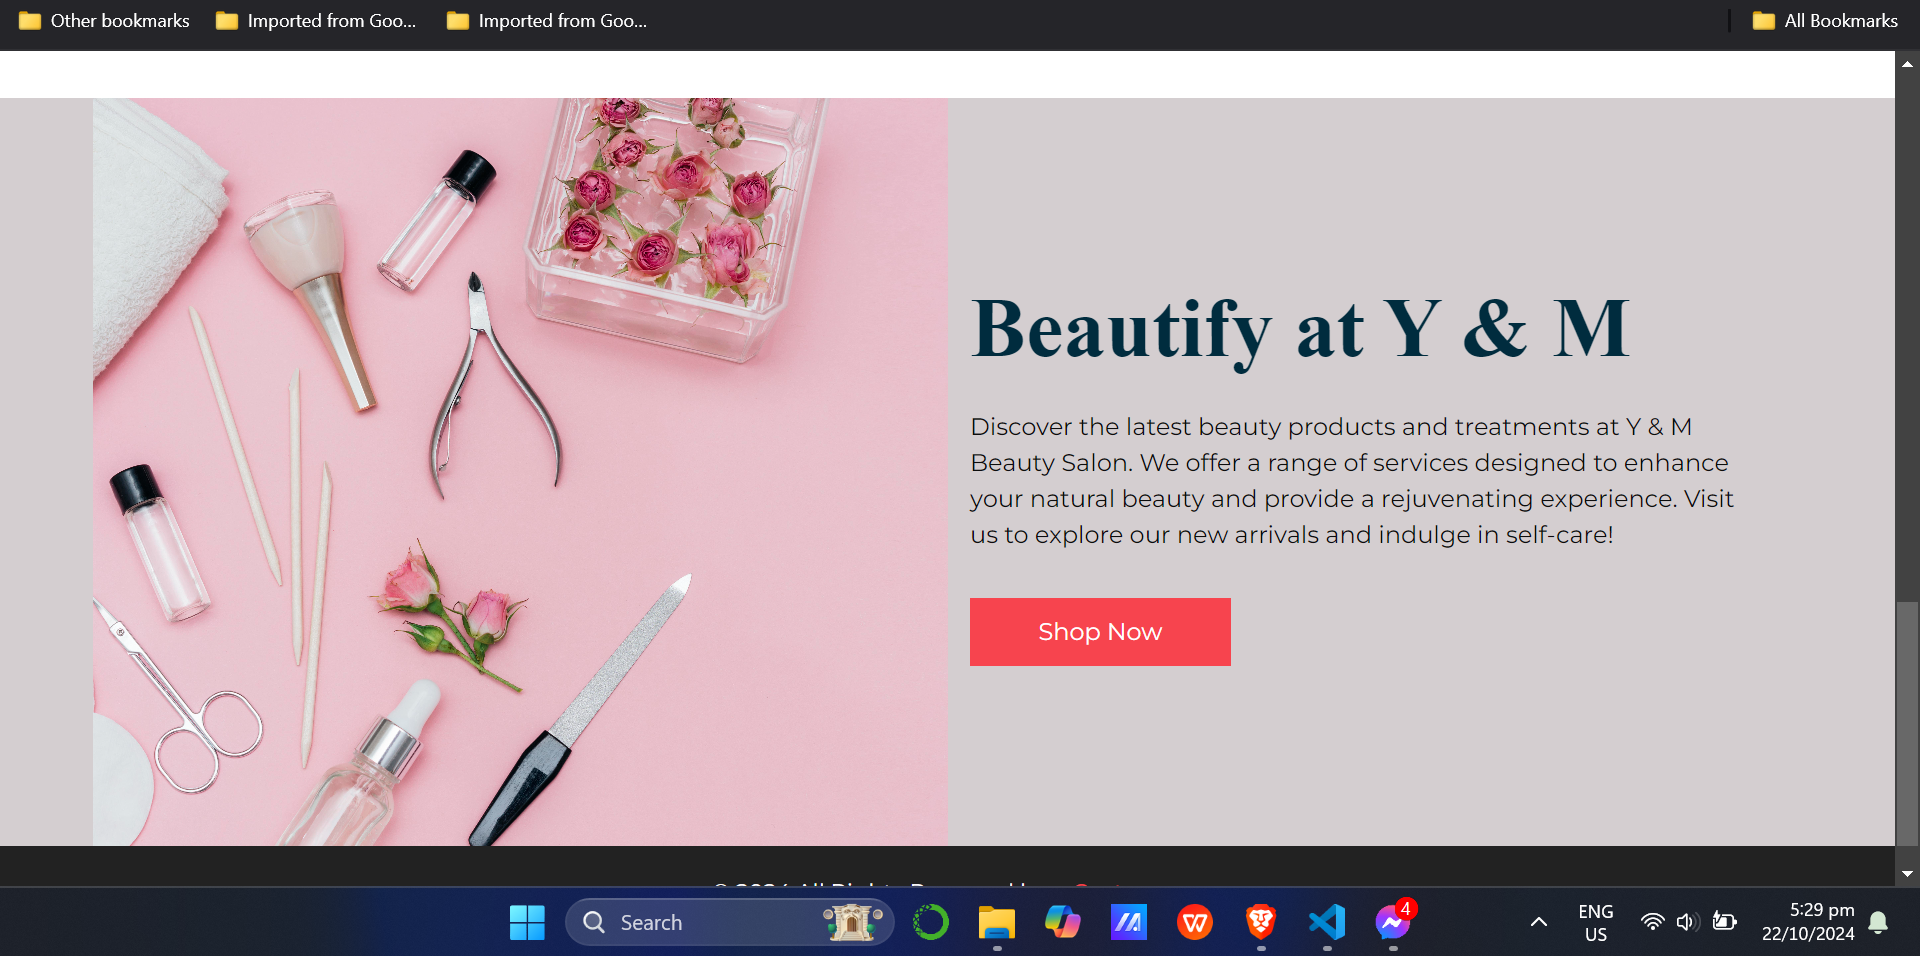 Other bookmarks
Imported from Goo...
Imported from Goo...
All Bookmarks
Beautify at Y & M
Discover the latest beauty products and treatments at Y & M
Beauty Salon. We offer a range of services designed to enhance
your natural beauty and provide a rejuvenating experience. Visit
us to explore our new arrivals and indulge in self-care!
Shop Now
Search
4
ENG
US
5:29 pm
22/10/2024